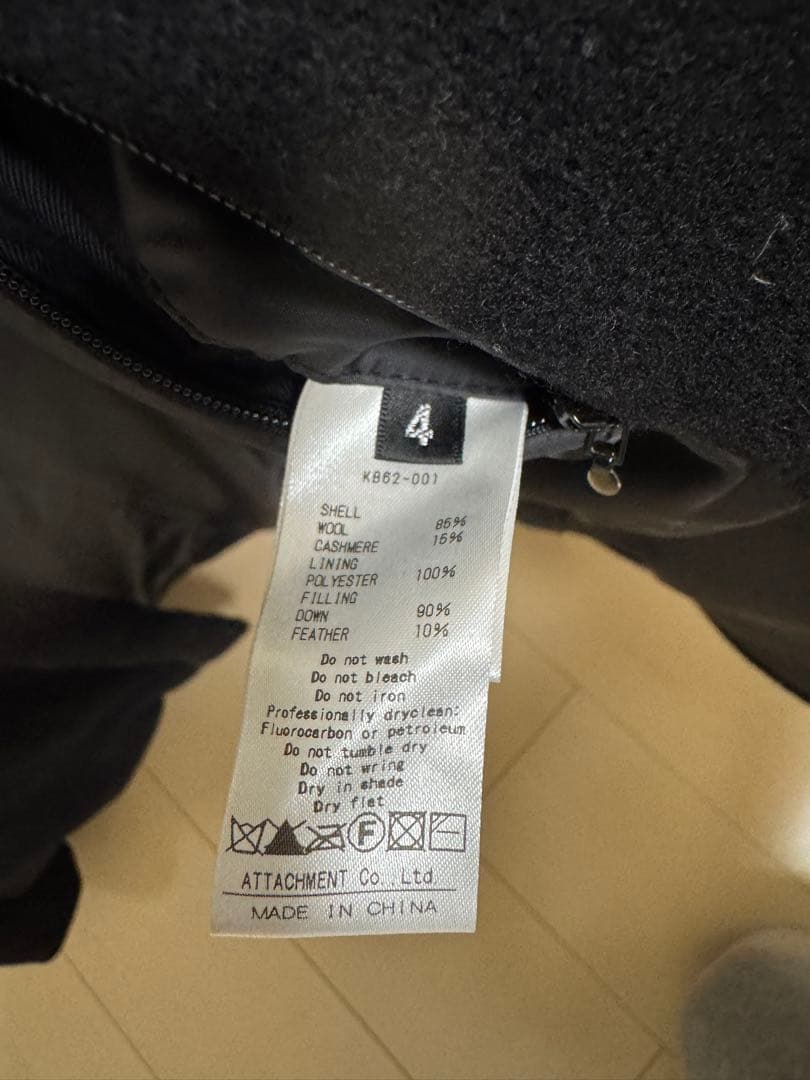 4
KB62-001
SHELL
WOOL 85%
CASHMERE 15%
LINING
POLYESTER 100%
FILLING
DOWN 90%
FEATHER 10%
Do not wash
Do not bleach
Do not iron
Professionally dryclean:
Fluorocarbon or petroleum
Do not tumble dry
Do not wring
Dry in shade
Dry flat
F
ATTACHMENT Co.,Ltd.
MADE IN CHINA